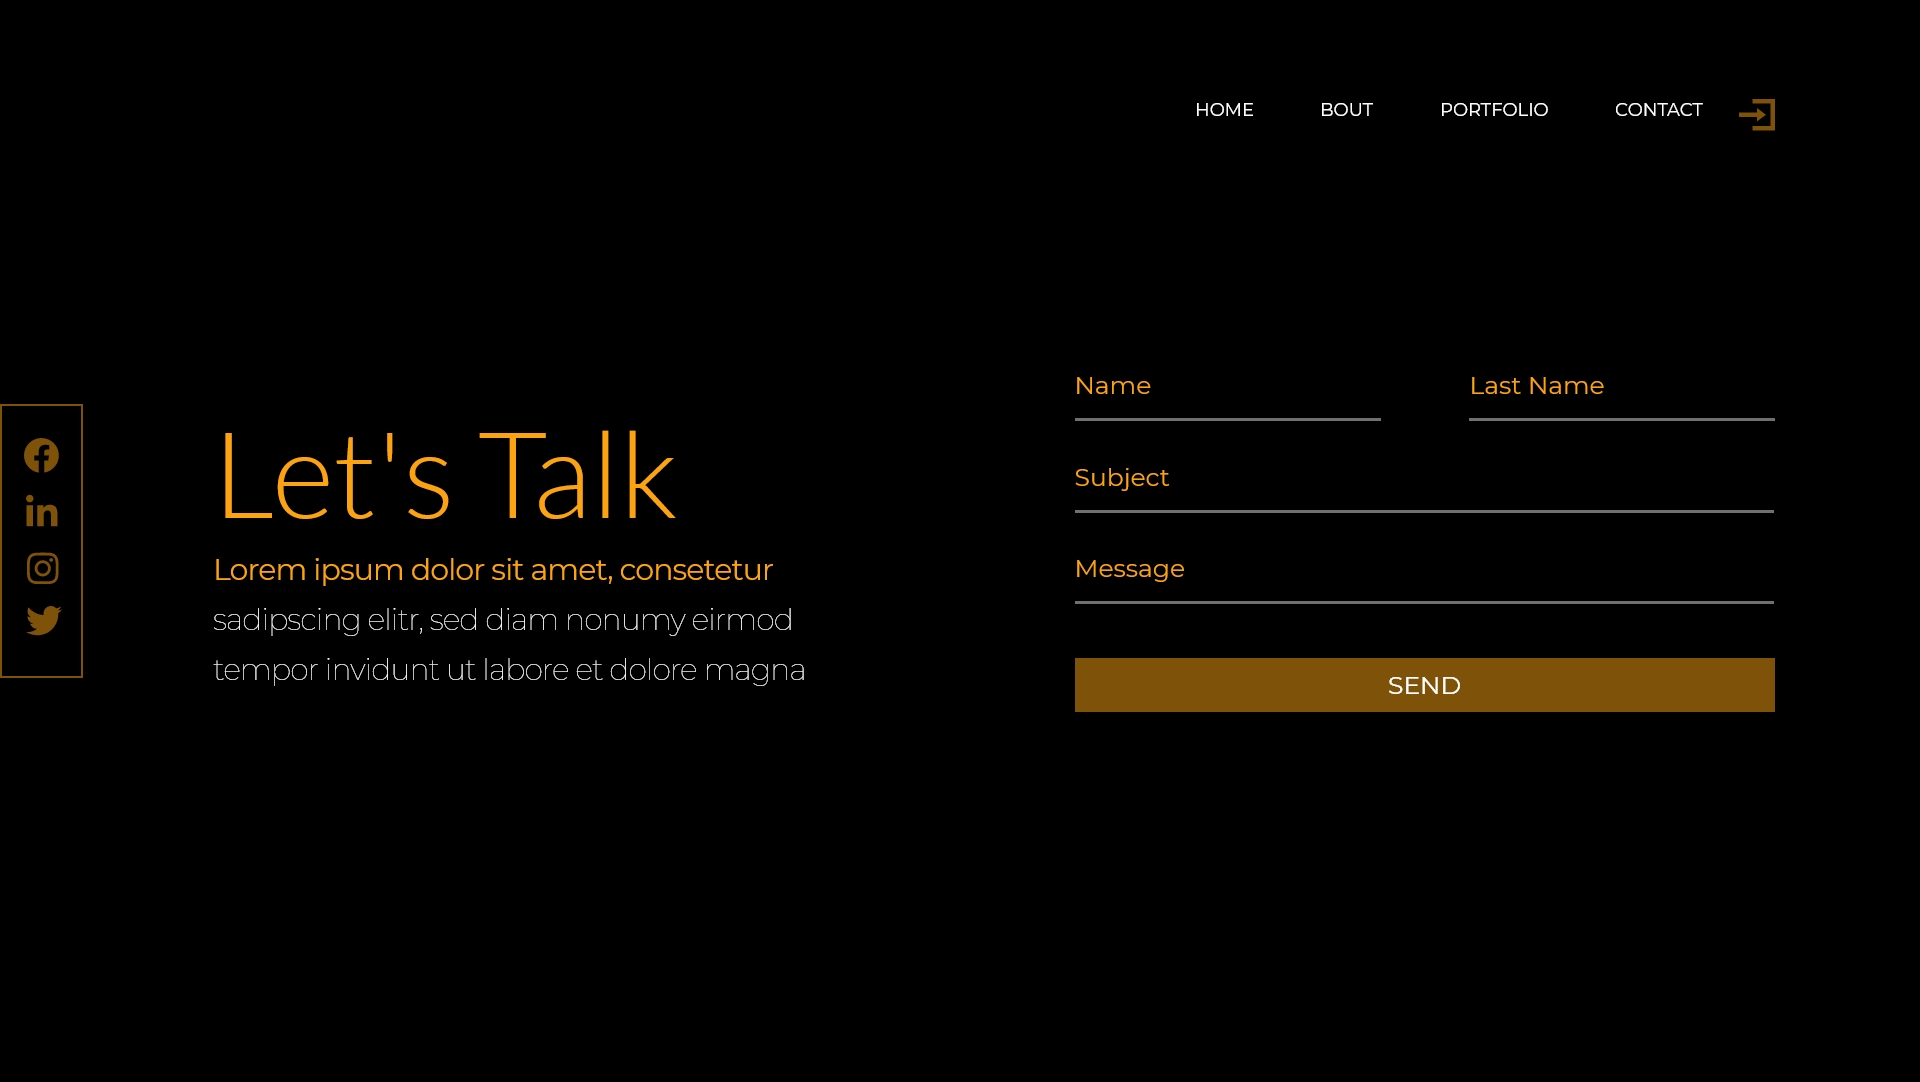 HOME BOUT PORTFOLIO CONTACT
Let's Talk
Lorem ipsum dolor sit amet, consetetur
sadipscing elitr, sed diam nonumy eirmod
tempor invidunt ut labore et dolore magna
Name Last Name
Subject
Message
SEND